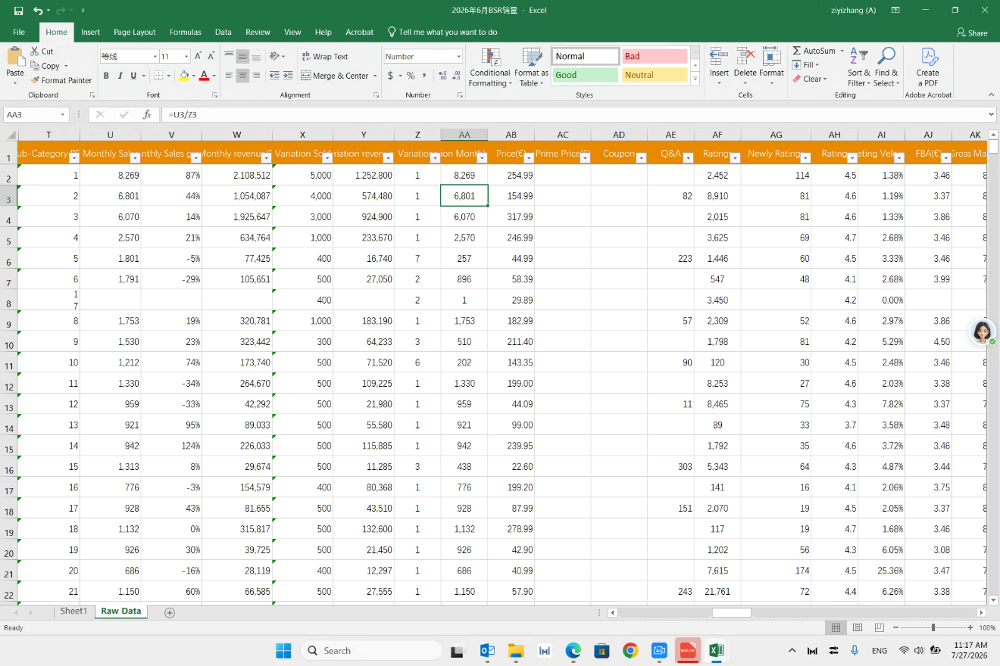 2026年6月BSR销量 - Excel
ziyizhang (A)
File Home Insert Page Layout Formulas Data Review View Help Acrobat Tell me what you want to do Share
Paste
Cut
Copy
Format Painter
Clipboard
等线 11
B I U
Font
Wrap Text
Merge & Center
Alignment
Number
$ % ,
Number
Conditional Formatting
Format as Table
Normal Bad
Good Neutral
Styles
Insert Delete Format
Cells
AutoSum
Fill
Clear
Sort & Filter
Find & Select
Editing
Create a PDF
Adobe Acrobat
AA3 fx =U3/Z3
T U V W X Y Z AA AB AC AD AE AF AG AH AI AJ AK
1 ub-Category Monthly Sal nthly Sales g onthly revenue Variation So riation reven Variation ion Month Price(€) Prime Price( Coupon Q&A Rating Newly Rating Rating ating Velo FBA(€) Gross Ma
2 1 8,269 87% 2,108,512 5,000 1,252,800 1 8,269 254.99 2,452 114 4.5 1.38% 3.46
3 2 6,801 44% 1,054,087 4,000 574,480 1 6,801 154.99 82 8,910 81 4.6 1.19% 3.37
4 3 6,070 14% 1,925,647 3,000 924,900 1 6,070 317.99 2,015 81 4.6 1.33% 3.86
5 4 2,570 21% 634,764 1,000 233,670 1 2,570 246.99 3,625 69 4.7 2.68% 3.46
6 5 1,801 -5% 77,425 400 16,740 7 257 44.99 223 1,446 60 4.5 3.33% 3.46
7 6 1,791 -29% 105,651 500 27,050 2 896 58.39 547 48 4.1 2.68% 3.99
8 1 7 400 2 1 29.89 3,450 4.2 0.00%
9 8 1,753 19% 320,781 1,000 183,190 1 1,753 182.99 57 2,309 52 4.6 2.97% 3.86
10 9 1,530 23% 323,442 300 64,233 3 510 211.40 1,798 81 4.2 5.29% 4.50
11 10 1,212 74% 173,740 500 71,520 6 202 143.35 90 120 30 4.5 2.48% 3.46
12 11 1,330 -34% 264,670 500 109,225 1 1,330 199.00 8,253 27 4.6 2.03% 3.38
13 12 959 -33% 42,292 500 21,980 1 959 44.09 11 8,465 75 4.3 7.82% 3.37
14 13 921 95% 89,033 500 55,580 1 921 99.00 89 33 3.7 3.58% 3.48
15 14 942 124% 226,033 500 115,885 1 942 239.95 1,792 35 4.6 3.72% 3.46
16 15 1,313 8% 29,674 500 11,285 3 438 22.60 303 5,343 64 4.3 4.87% 3.44
17 16 776 -3% 154,579 400 80,368 1 776 199.20 141 16 4.1 2.06% 3.75
18 17 928 43% 81,655 500 43,510 1 928 87.99 151 2,070 19 4.5 2.05% 3.37
19 18 1,132 0% 315,817 500 132,600 1 1,132 278.99 117 19 4.7 1.68% 3.46
20 19 926 30% 39,725 500 21,450 1 926 42.90 1,202 56 4.3 6.05% 3.08
21 20 686 -16% 28,119 400 12,297 1 686 40.99 7,615 174 4.5 25.36% 3.47
22 21 1,150 60% 66,585 500 27,555 1 1,150 57.90 243 21,761 72 4.4 6.26% 3.38
Sheet1 Raw Data
Ready 100%
Search
ENG
11:17 AM
7/27/2026